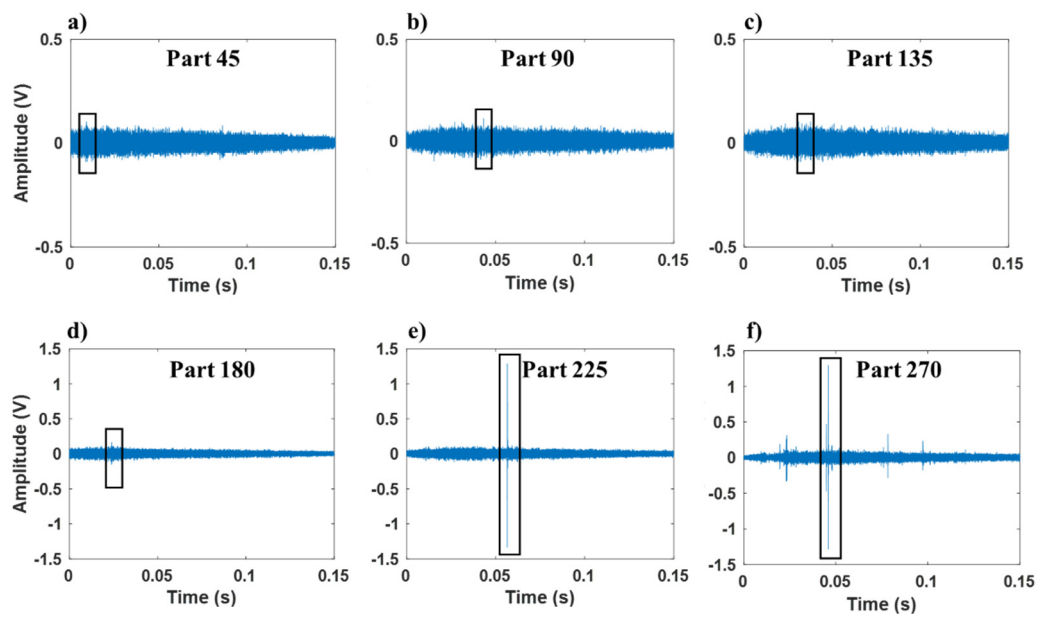 a)
Part 45
0.5
0
-0.5
Amplitude (V)
0
0.05
0.1
0.15
Time (s)
b)
Part 90
0.5
0
-0.5
0
0.05
0.1
0.15
Time (s)
c)
Part 135
0.5
0
-0.5
0
0.05
0.1
0.15
Time (s)
d)
Part 180
1.5
1
0.5
0
-0.5
-1
-1.5
Amplitude (V)
0
0.05
0.1
0.15
Time (s)
e)
Part 225
1.5
1
0.5
0
-0.5
-1
-1.5
0
0.05
0.1
0.15
Time (s)
f)
Part 270
1.5
1
0.5
0
-0.5
-1
-1.5
0
0.05
0.1
0.15
Time (s)